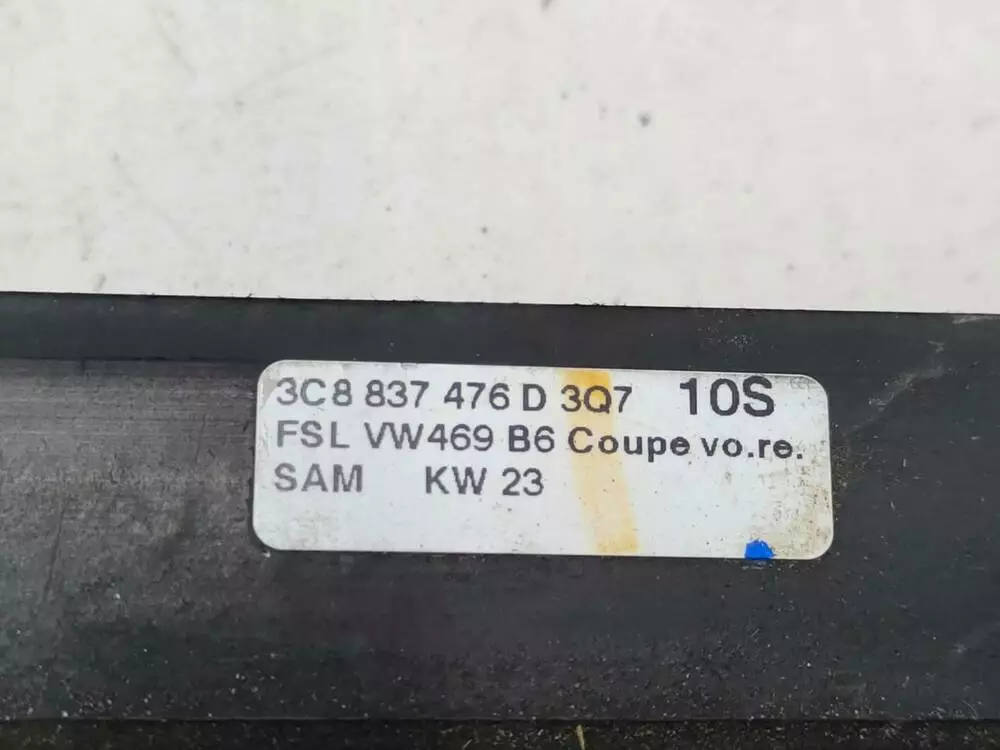 3C8 837 476 D 3Q7 10S
FSL VW469 B6 Coupe vo.re.
SAM KW 23